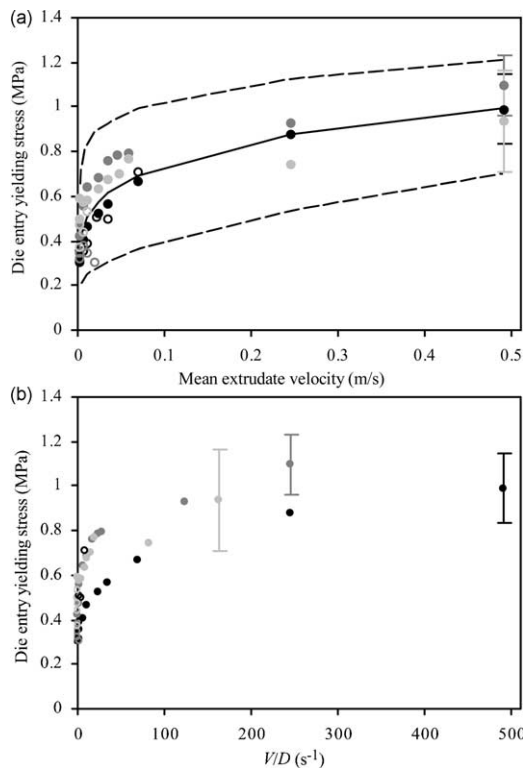 (a)
1.4
1.2
1
0.8
0.6
0.4
0.2
0
Die entry yielding stress (MPa)
0 0.1 0.2 0.3 0.4 0.5
Mean extrudate velocity (m/s)
(b)
1.4
1.2
1
0.8
0.6
0.4
0.2
0
Die entry yielding stress (MPa)
0 100 200 300 400 500
V/D (s⁻¹)